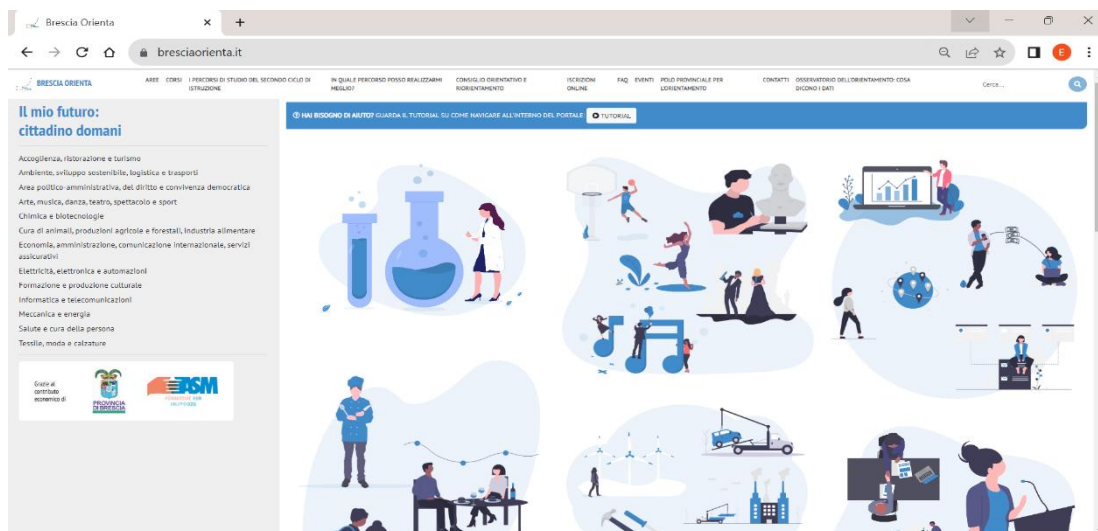 Brescia Orienta
bresciaorienta.it
E
BRESCIA ORIENTA
AREE
CORSI
I PERCORSI DI STUDIO DEL SECONDO CICLO DI
ISTRUZIONE
IN QUALE PERCORSO POSSO REALIZZARMI
MEGLIO?
CONSIGLIO ORIENTATIVO E
RIORIENTAMENTO
ISCRIZIONI
ONLINE
FAQ
EVENTI
POLO PROVINCIALE PER
L'ORIENTAMENTO
CONTATTI
OSSERVATORIO DELL'ORIENTAMENTO: COSA
DICONO I DATI
Cerca...
Il mio futuro:
cittadino domani
HAI BISOGNO DI AIUTO? GUARDA IL TUTORIAL SU COME NAVIGARE ALL'INTERNO DEL PORTALE
TUTORIAL
Accoglienza, ristorazione e turismo
Ambiente, sviluppo sostenibile, logistica e trasporti
Area politico-amministrativa, del diritto e convivenza democratica
Arte, musica, danza, teatro, spettacolo e sport
Chimica e biotecnologie
Cura di animali, produzioni agricole e forestali, industria alimentare
Economia, amministrazione, comunicazione internazionale, servizi
assicurativi
Elettricità, elettronica e automazioni
Formazione e produzione culturale
Informatica e telecomunicazioni
Meccanica e energia
Salute e cura della persona
Tessile, moda e calzature
Grazie al
contributo
economico di
PROVINCIA
DI BRESCIA
ASM